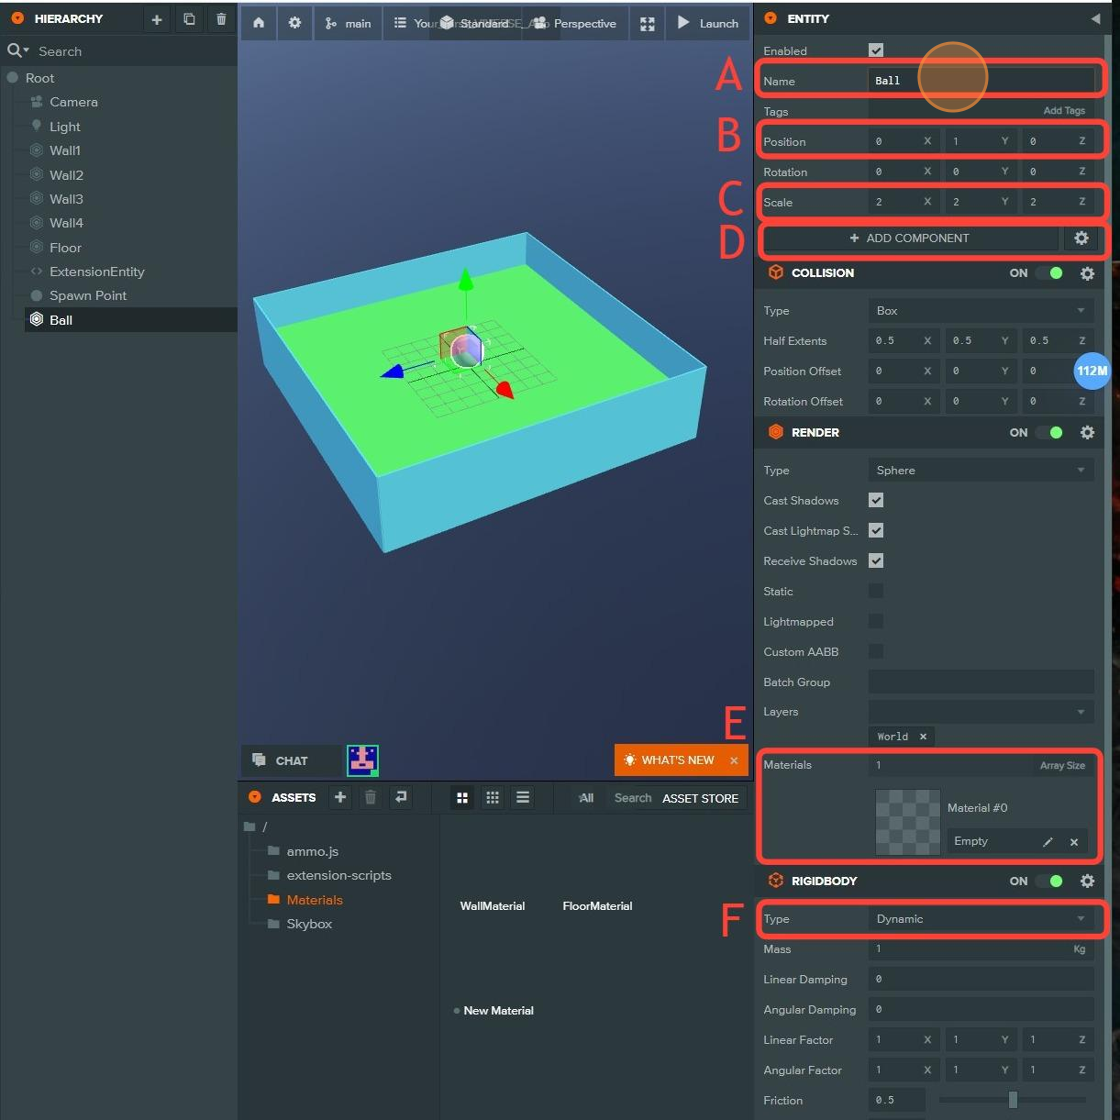 HIERARCHY
Search
Root
Camera
Light
Wall1
Wall2
Wall3
Wall4
Floor
ExtensionEntity
Spawn Point
Ball
main
Standard
Perspective
Launch
CHAT
WHAT'S NEW ×
ASSETS
All Search ASSET STORE
/
ammo.js
extension-scripts
Materials
Skybox
WallMaterial FloorMaterial
New Material
A
B
C
D
E
F
ENTITY
Enabled
Name Ball
Tags Add Tags
Position 0 X 1 Y 0 Z
Rotation 0 X 0 Y 0 Z
Scale 2 X 2 Y 2 Z
+ ADD COMPONENT
COLLISION ON
Type Box
Half Extents 0.5 X 0.5 Y 0.5 Z
Position Offset 0 X 0 Y 0 112M
Rotation Offset 0 X 0 Y 0 Z
RENDER ON
Type Sphere
Cast Shadows
Cast Lightmap S...
Receive Shadows
Static
Lightmapped
Custom AABB
Batch Group
Layers
World ×
Materials 1 Array Size
Material #0
Empty
RIGIDBODY ON
Type Dynamic
Mass 1 Kg
Linear Damping 0
Angular Damping 0
Linear Factor 1 X 1 Y 1 Z
Angular Factor 1 X 1 Y 1 Z
Friction 0.5